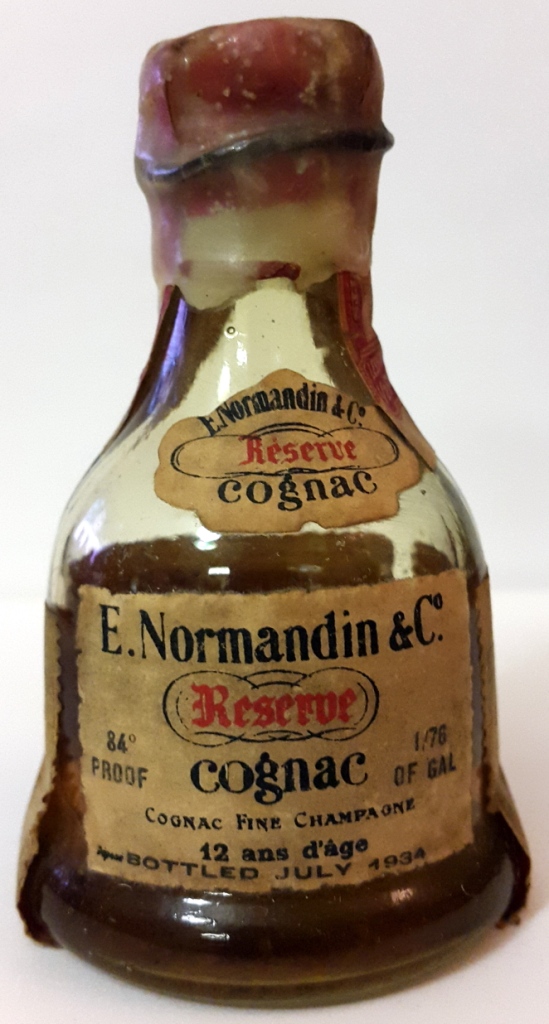 E. Normandin & Cº.
Réserve
cognac
E. Normandin & Cº.
Reserve
84°
PROOF
cognac
1/76
OF GAL
COGNAC FINE CHAMPAGNE
12 ans d'âge
BOTTLED JULY 1934